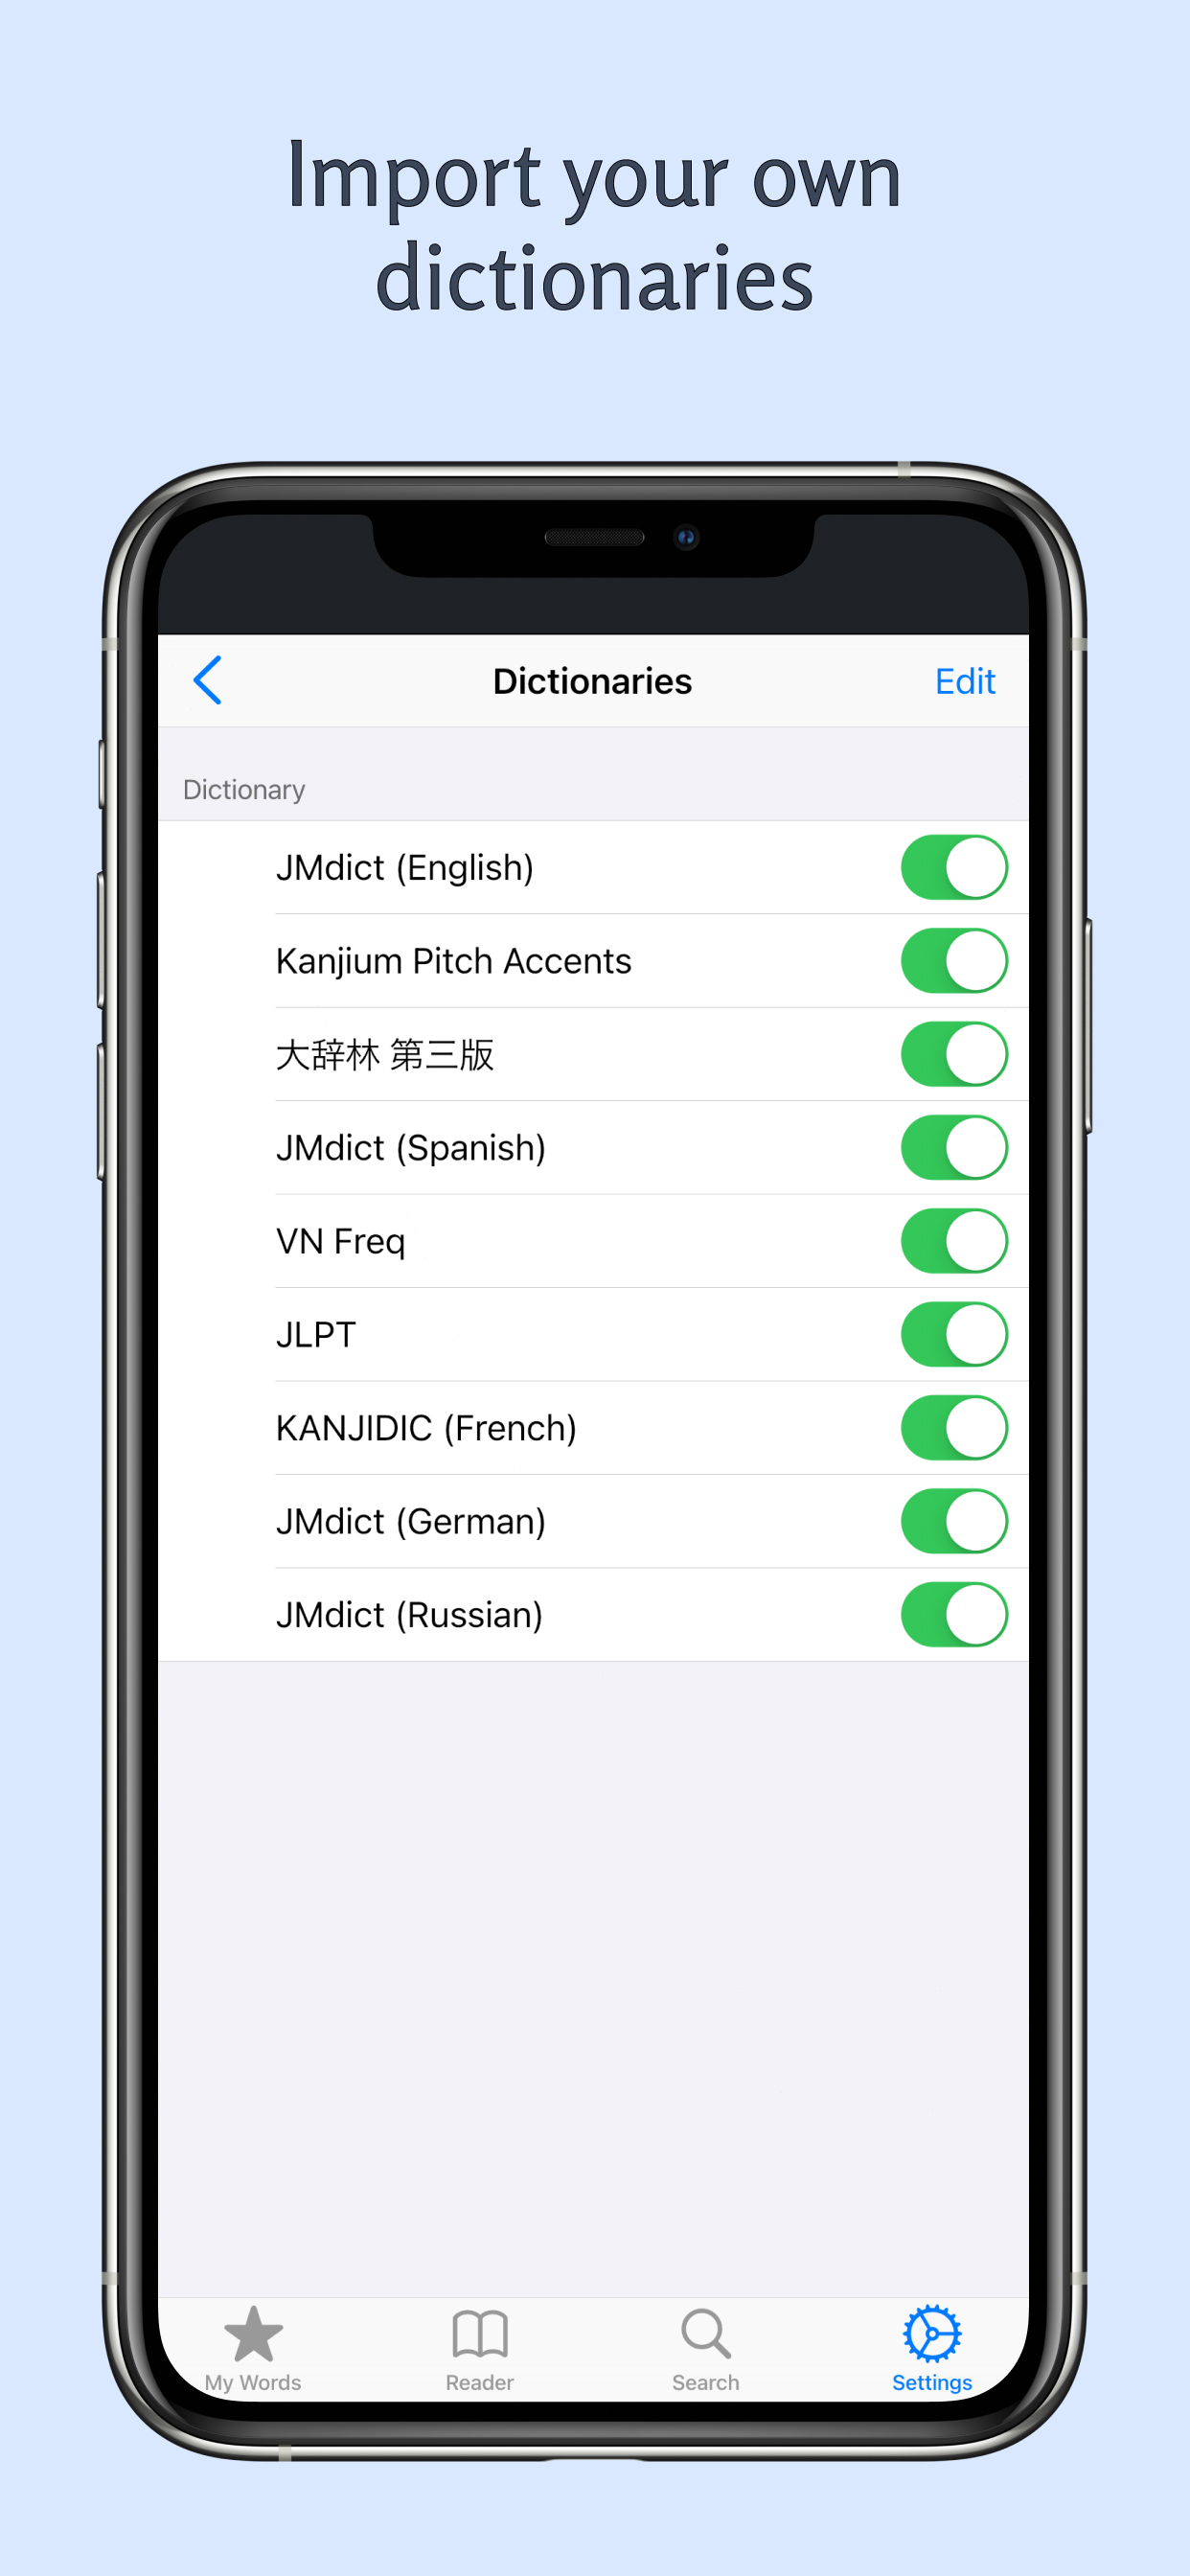 Import your own
dictionaries
Dictionaries
Edit
Dictionary
JMdict (English)
Kanjium Pitch Accents
大辞林 第三版
JMdict (Spanish)
VN Freq
JLPT
KANJIDIC (French)
JMdict (German)
JMdict (Russian)
My Words
Reader
Search
Settings